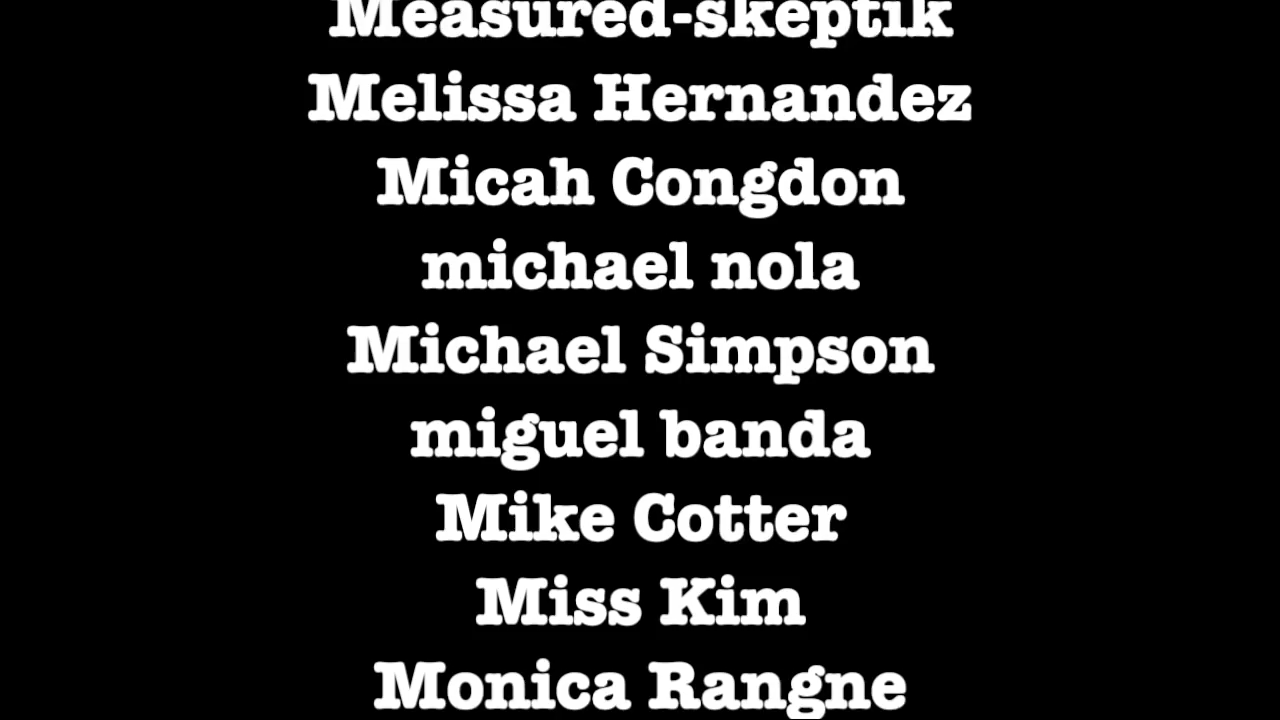 Measured-skeptik
Melissa Hernandez
Micah Congdon
michael nola
Michael Simpson
miguel banda
Mike Cotter
Miss Kim
Monica Rangne